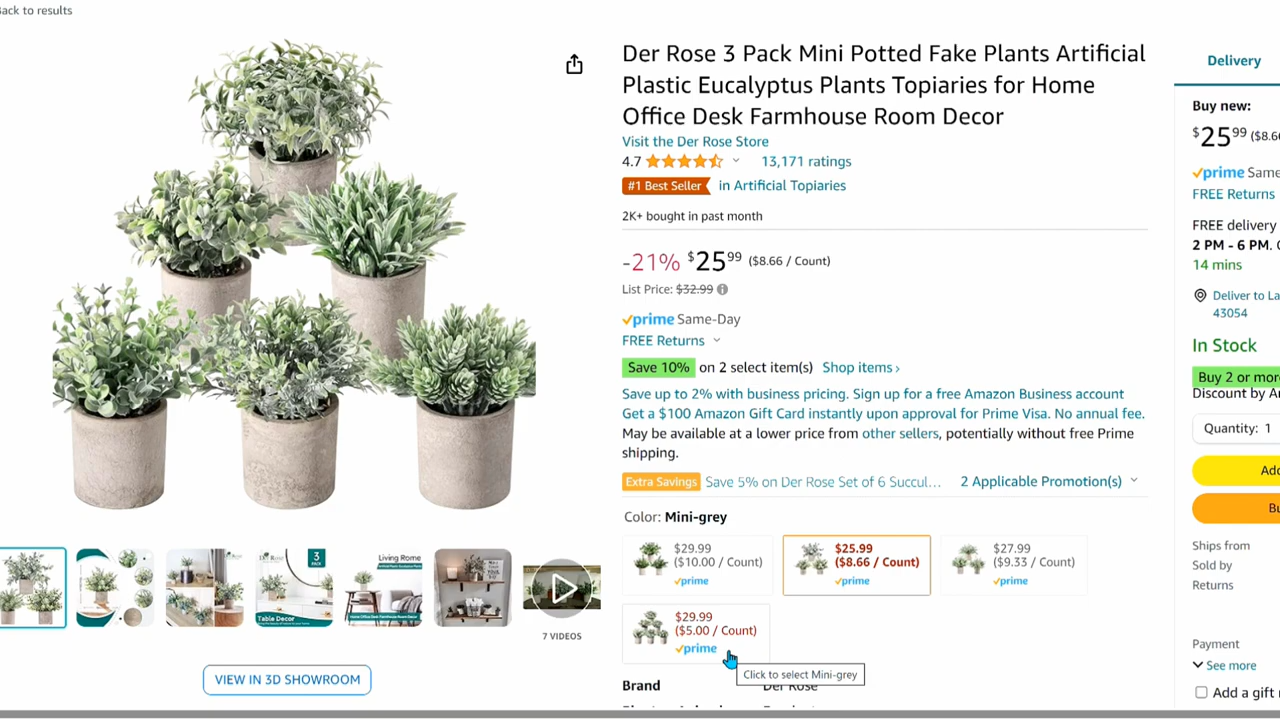 Back to results
Der Rose 3 Pack Mini Potted Fake Plants Artificial
Plastic Eucalyptus Plants Topiaries for Home
Office Desk Farmhouse Room Decor
Visit the Der Rose Store
4.7
13,171 ratings
#1 Best Seller in Artificial Topiaries
2K+ bought in past month
-21% $25 99 ($8.66 / Count)
List Price: $32.99
prime Same-Day
FREE Returns
Save 10% on 2 select item(s) Shop items ›
Save up to 2% with business pricing. Sign up for a free Amazon Business account
Get a $100 Amazon Gift Card instantly upon approval for Prime Visa. No annual fee.
May be available at a lower price from other sellers, potentially without free Prime
shipping.
Extra Savings Save 5% on Der Rose Set of 6 Succul... 2 Applicable Promotion(s)
Color: Mini-grey
$29.99
($10.00 / Count)
prime
$25.99
($8.66 / Count)
prime
$27.99
($9.33 / Count)
prime
$29.99
($5.00 / Count)
prime
Click to select Mini-grey
Brand Der Rose
3
PACK
Table Decor
Living Rome
7 VIDEOS
VIEW IN 3D SHOWROOM
Delivery
Buy new:
$25 99 ($8.6
prime Same
FREE Returns
FREE delivery
2 PM - 6 PM.
14 mins
Deliver to La
43054
In Stock
Buy 2 or mor
Discount by A
Quantity: 1
Add
Bu
Ships from
Sold by
Returns
Payment
See more
Add a gift